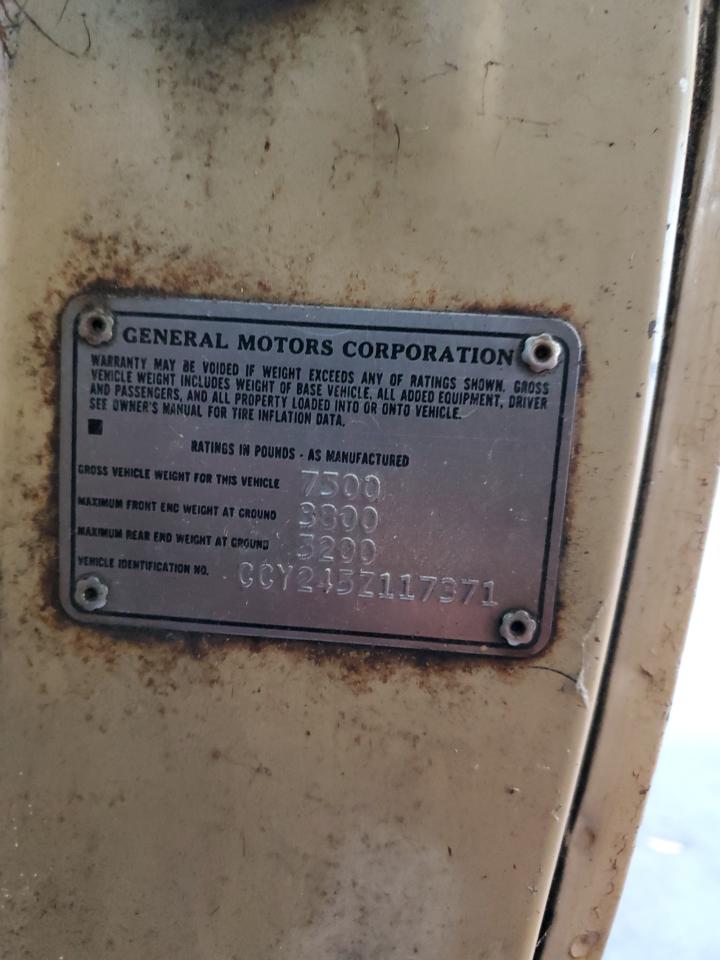 GENERAL MOTORS CORPORATION
WARRANTY MAY BE VOIDED IF WEIGHT EXCEEDS ANY OF RATINGS SHOWN. GROSS
VEHICLE WEIGHT INCLUDES WEIGHT OF BASE VEHICLE, ALL ADDED EQUIPMENT, DRIVER
AND PASSENGERS, AND ALL PROPERTY LOADED INTO OR ONTO VEHICLE.
SEE OWNER'S MANUAL FOR TIRE INFLATION DATA.
RATINGS IN POUNDS - AS MANUFACTURED
GROSS VEHICLE WEIGHT FOR THIS VEHICLE 7500
MAXIMUM FRONT END WEIGHT AT GROUND 3800
MAXIMUM REAR END WEIGHT AT GROUND 5200
VEHICLE IDENTIFICATION NO. CCY245Z117371